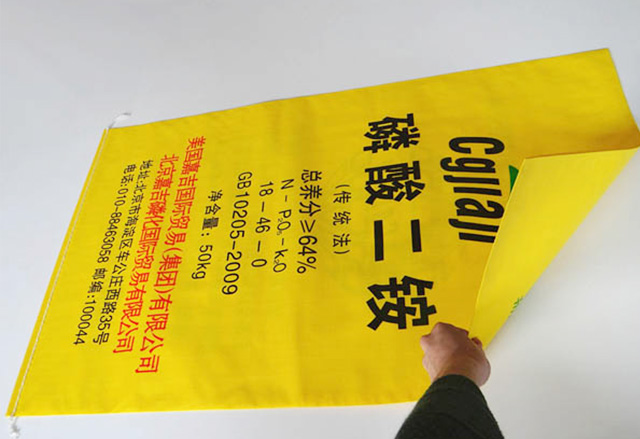 Cgjiaji
磷酸二铵
(传统法)
总养分≥64%
N-P₂O₅-k₂O
18-46-0
GB10205-2009
净含量:50kg
美国嘉吉国际贸易(集团)有限公司
北京嘉吉磷化国际贸易有限公司
地址:北京市海淀区车公庄西路35号
电话:010-88463058 邮编:100044